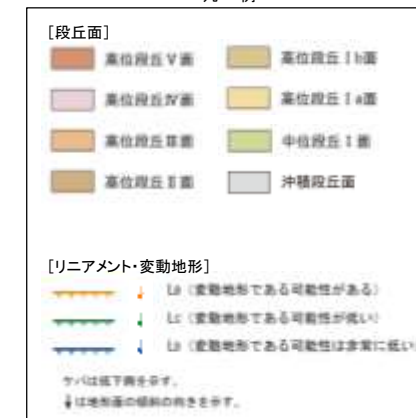 [段丘面]
高位段丘Ⅴ面
高位段丘Ⅰb面
高位段丘Ⅳ面
高位段丘Ⅰa面
高位段丘Ⅲ面
中位段丘Ⅰ面
高位段丘Ⅱ面
沖積段丘面
[リニアメント・変動地形]
LB（変動地形である可能性がある）
LC（変動地形である可能性が低い）
LD（変動地形である可能性は非常に低い）
ケバは低下側を示す。
は地形面の傾斜の向きを示す。